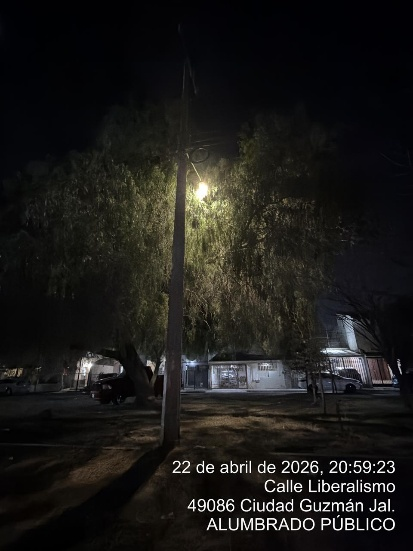 22 de abril de 2026, 20:59:23
Calle Liberalismo
49086 Ciudad Guzmán Jal.
ALUMBRADO PÚBLICO